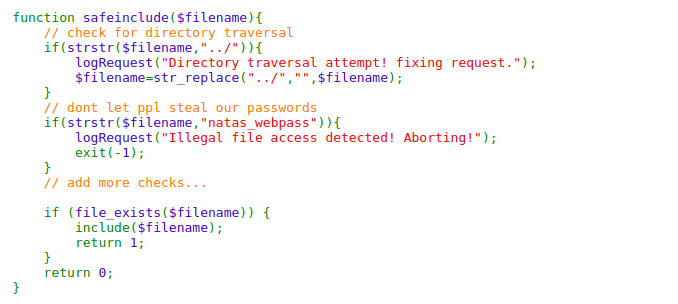 function safeinclude($filename){
    // check for directory traversal
    if(strstr($filename,"../")){
        logRequest("Directory traversal attempt! fixing request.");
        $filename=str_replace("../","",$filename);
    }
    // dont let ppl steal our passwords
    if(strstr($filename,"natas_webpass")){
        logRequest("Illegal file access detected! Aborting!");
        exit(-1);
    }
    // add more checks...

    if (file_exists($filename)) {
        include($filename);
        return 1;
    }
    return 0;
}